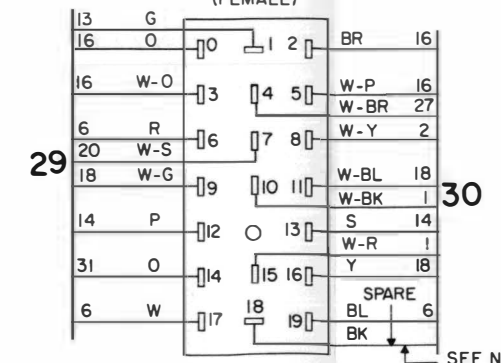 (FEMALE)
13 G
16 O 0 1 2 BR 16
16 W-O 3 4 5 W-P 16
W-BR 27
6 R 6 7 8 W-Y 2
29 20 W-S
18 W-G 9 10 11 W-BL 18
W-BK 1 30
14 P 12 13 S 14
W-R 1
31 O 14 15 16 Y 18
SPARE
6 W 17 18 19 BL 6
BK
SEE N